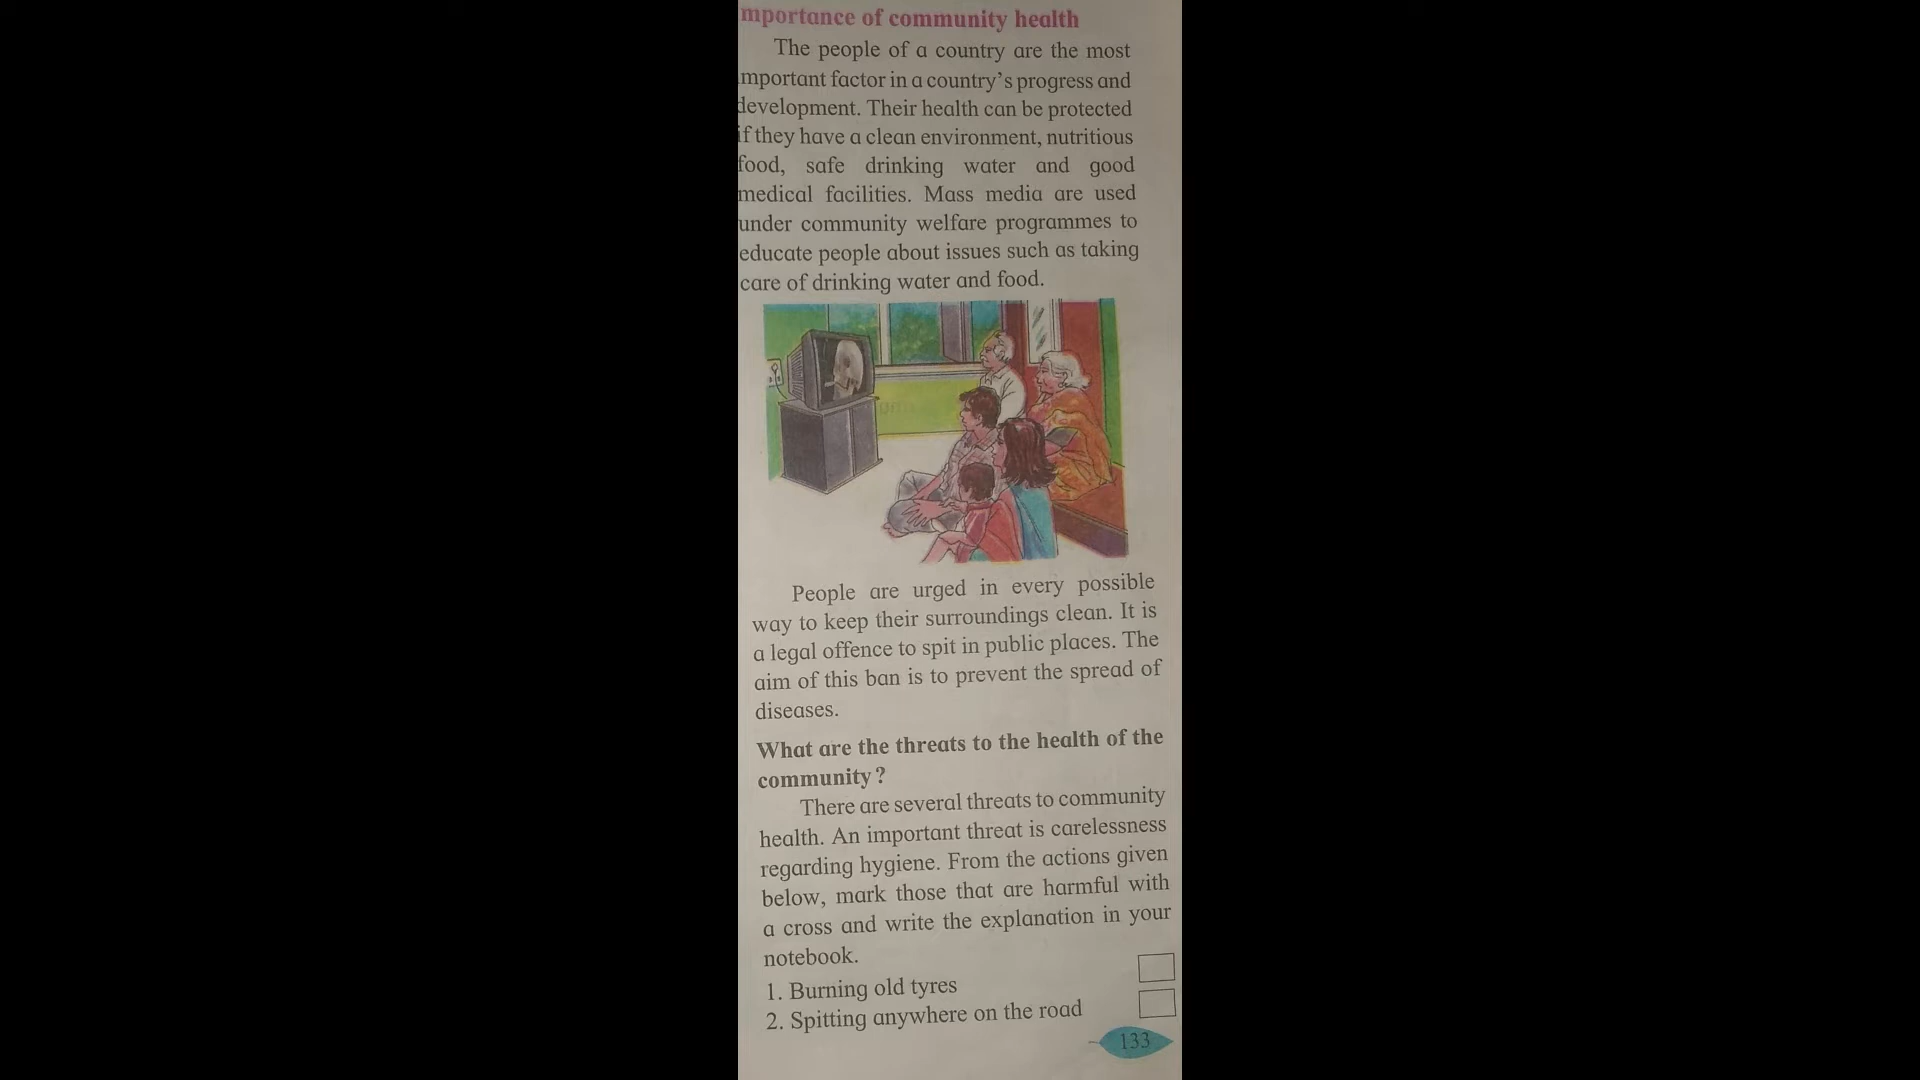 mportance of community health
The people of a country are the most
mportant factor in a country's progress and
development. Their health can be protected
if they have a clean environment, nutritious
food, safe drinking water and good
medical facilities. Mass media are used
under community welfare programmes to
educate people about issues such as taking
care of drinking water and food.
People are urged in every possible
way to keep their surroundings clean. It is
a legal offence to spit in public places. The
aim of this ban is to prevent the spread of
diseases.
What are the threats to the health of the
community?
There are several threats to community
health. An important threat is carelessness
regarding hygiene. From the actions given
below, mark those that are harmful with
a cross and write the explanation in your
notebook.
1. Burning old tyres
2. Spitting anywhere on the road
133